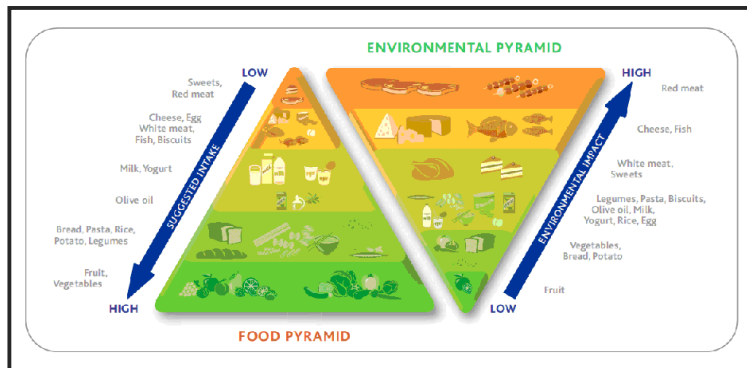 ENVIRONMENTAL PYRAMID
LOW
Sweets,
Red meat
Cheese, Egg
White meat,
Fish, Biscuits
Milk, Yogurt
Olive oil
Bread, Pasta, Rice,
Potato, Legumes
Fruit,
Vegetables
HIGH
SUGGESTED INTAKE
FOOD PYRAMID
HIGH
Red meat
Cheese, Fish
White meat,
Sweets
Legumes, Pasta, Biscuits,
Olive oil, Milk,
Yogurt, Rice, Egg
Vegetables,
Bread, Potato
Fruit
LOW
ENVIRONMENTAL IMPACT